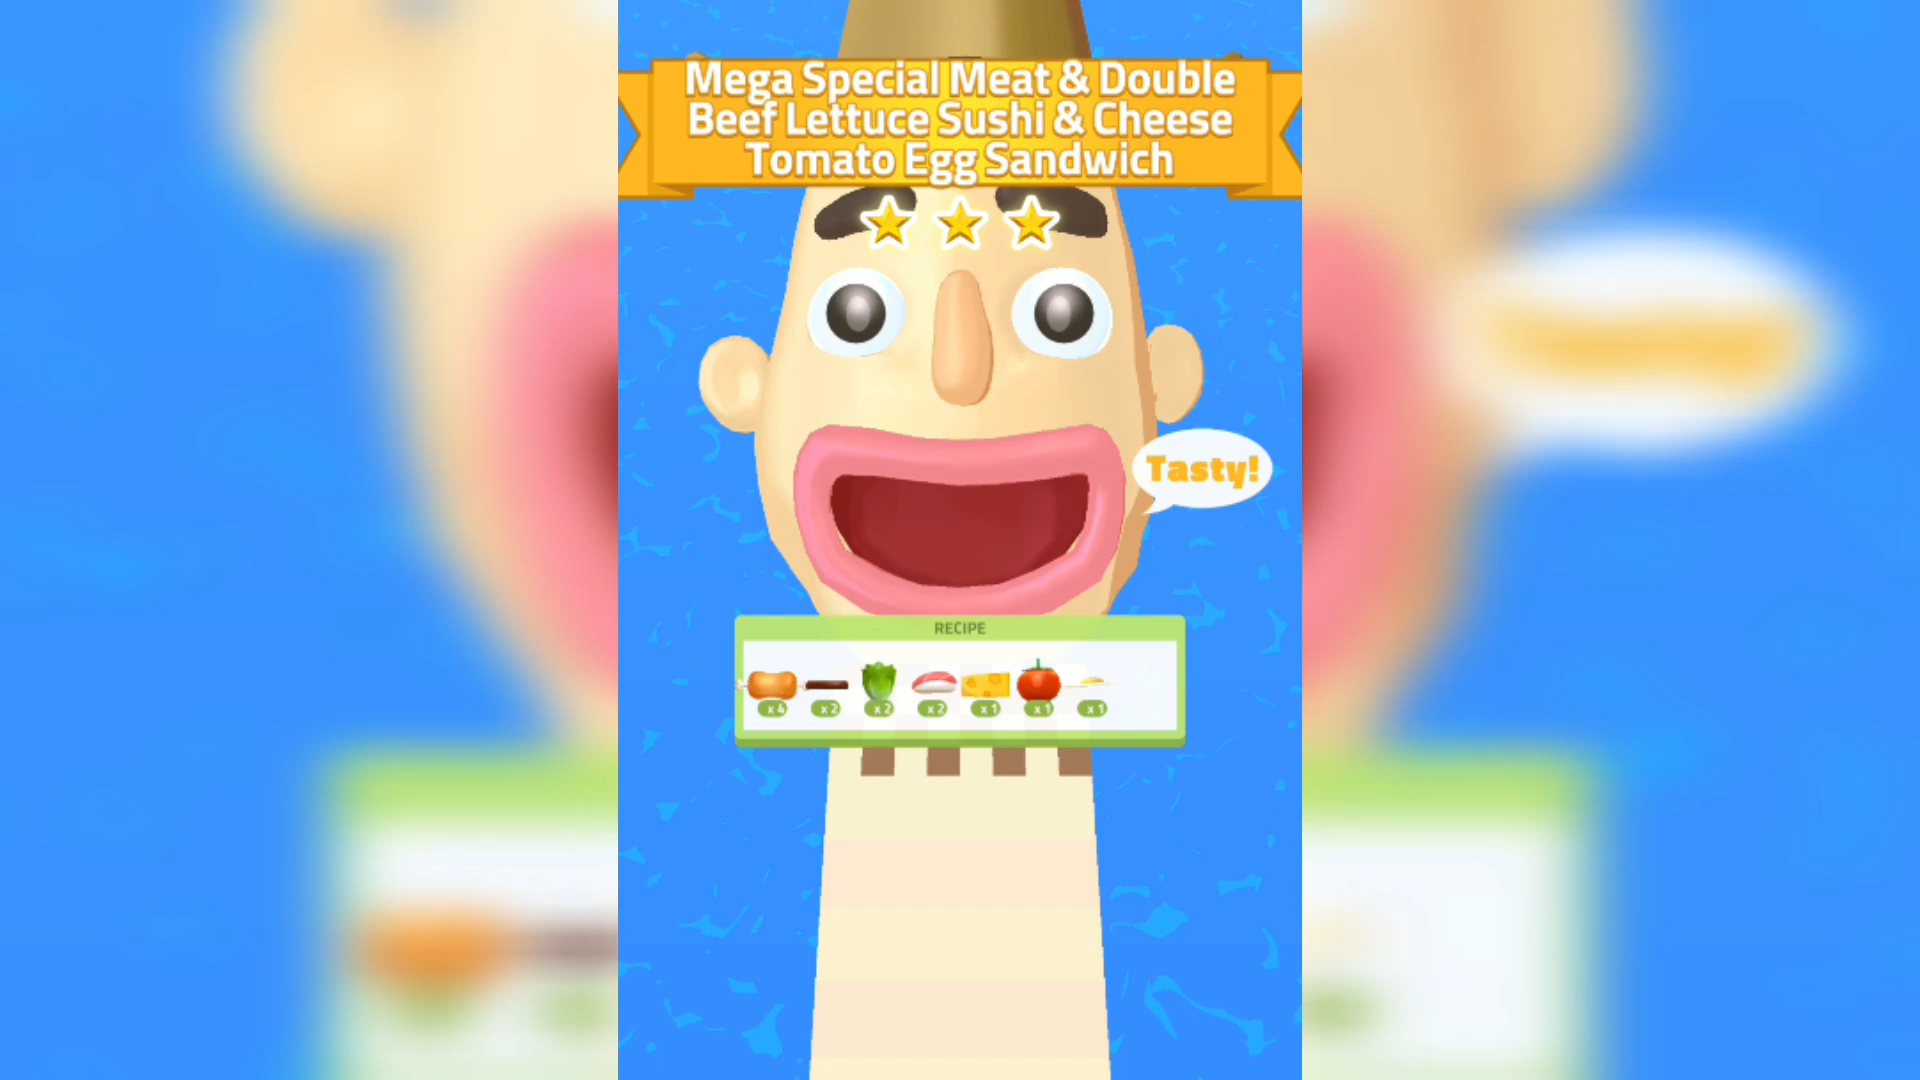 Mega Special Meat & Double
Beef Lettuce Sushi & Cheese
Tomato Egg Sandwich
Tasty!
RECIPE
x4 x2 x2 x2 x1 x1 x1